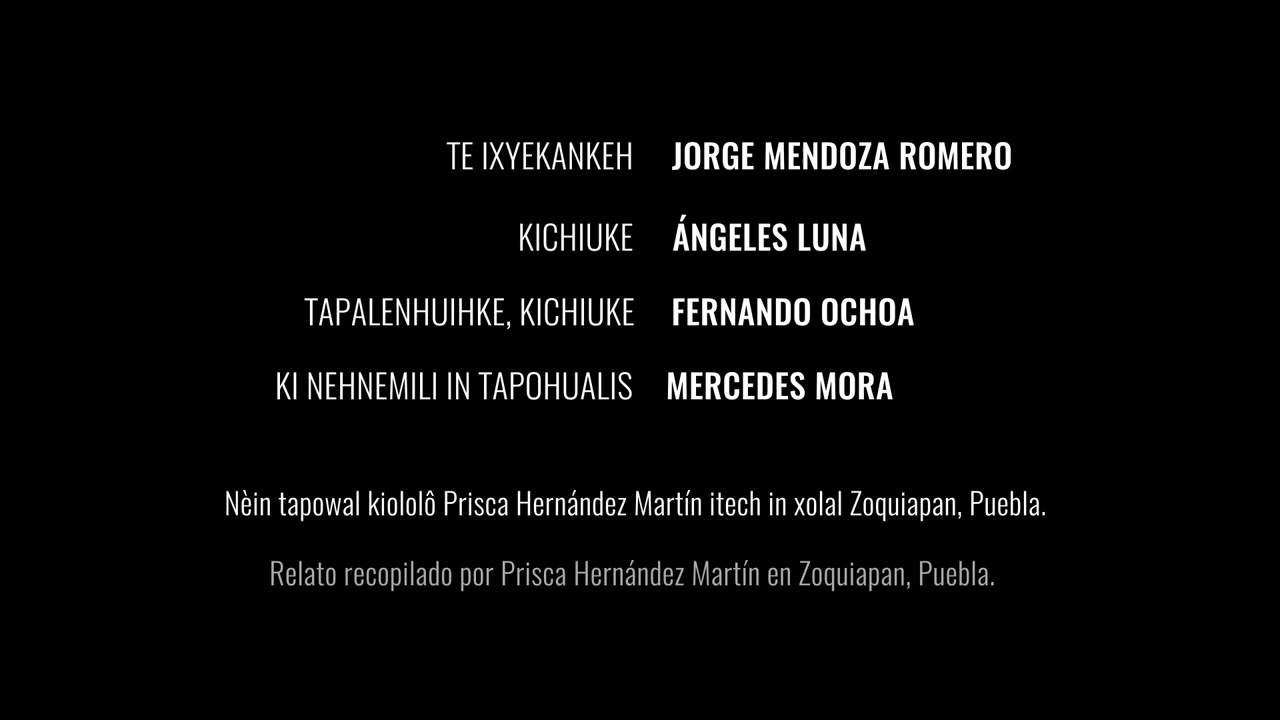 TE IXYEKANKEH JORGE MENDOZA ROMERO
KICHIUKE ÁNGELES LUNA
TAPALENHUIHKE, KICHIUKE FERNANDO OCHOA
KI NEHNEMILI IN TAPOHUALIS MERCEDES MORA
Nèin tapowal kiololô Prisca Hernández Martín itech in xolal Zoquiapan, Puebla.
Relato recopilado por Prisca Hernández Martín en Zoquiapan, Puebla.